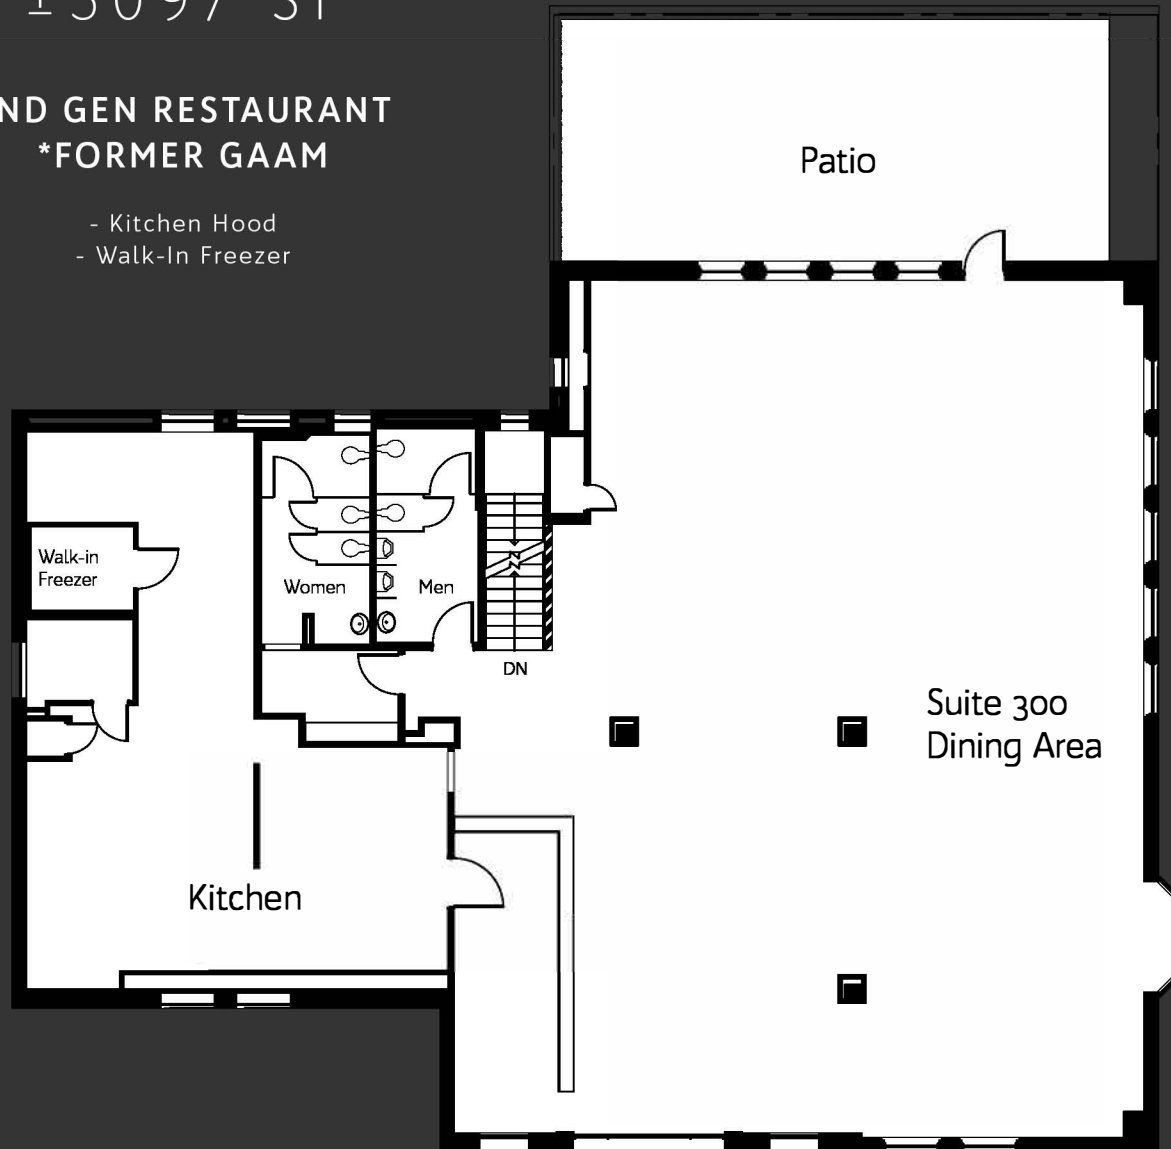 GEN RESTAURANT
*FORMER GAAM
- Kitchen Hood
- Walk-In Freezer
Patio
Walk-in
Freezer
Women
Men
DN
Suite 300
Dining Area
Kitchen